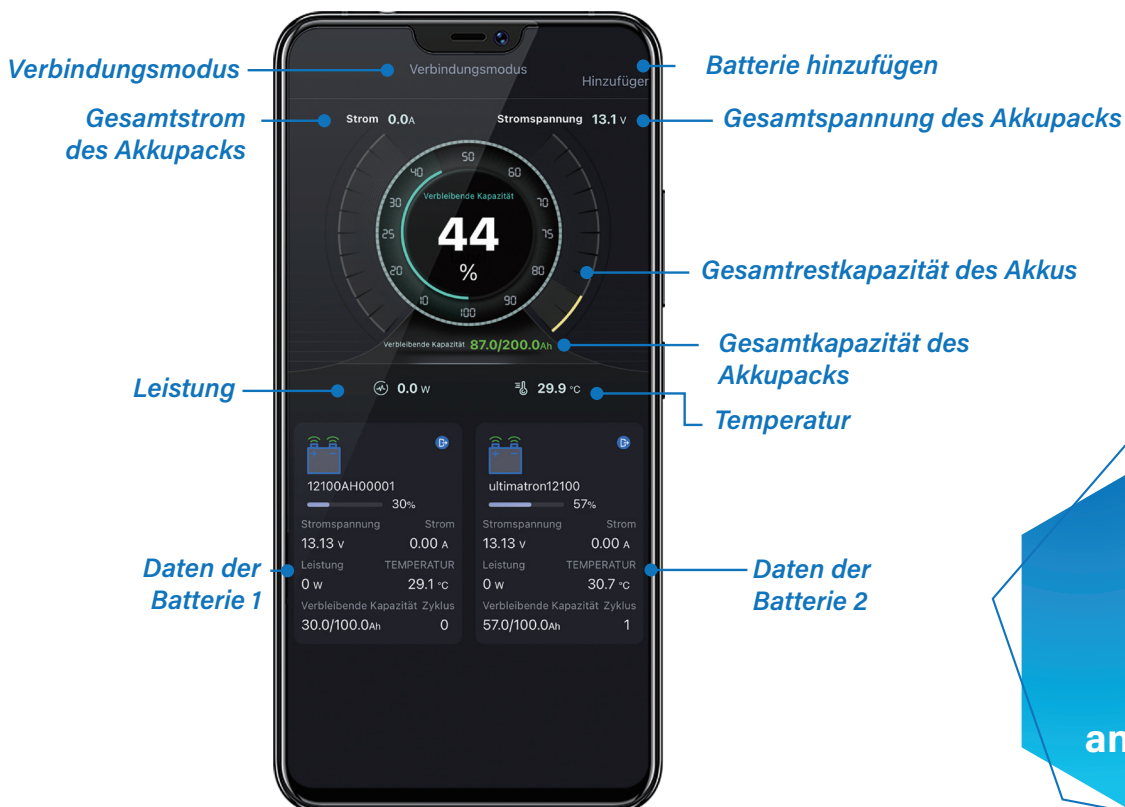 Verbindungsmodus
Verbindungsmodus
Hinzufüger
Batterie hinzufügen
Gesamtstrom
des Akkupacks
Strom 0.0A
Stromspannung 13.1 V
Gesamtspannung des Akkupacks
50
40
60
30
70
25
75
20
80
10
90
100
Verbleibende Kapazität
44
%
Gesamtrestkapazität des Akkus
Verbleibende Kapazität 87.0/200.0Ah
Gesamtkapazität des
Akkupacks
Leistung
0.0 W
29.9 °C
Temperatur
12100AH00001
30%
Stromspannung Strom
13.13 V 0.00 A
Leistung TEMPERATUR
0 W 29.1 °C
Verbleibende Kapazität Zyklus
30.0/100.0Ah 0
ultimatron12100
57%
Stromspannung Strom
13.13 V 0.00 A
Leistung TEMPERATUR
0 W 30.7 °C
Verbleibende Kapazität Zyklus
57.0/100.0Ah 1
Daten der
Batterie 1
Daten der
Batterie 2
an